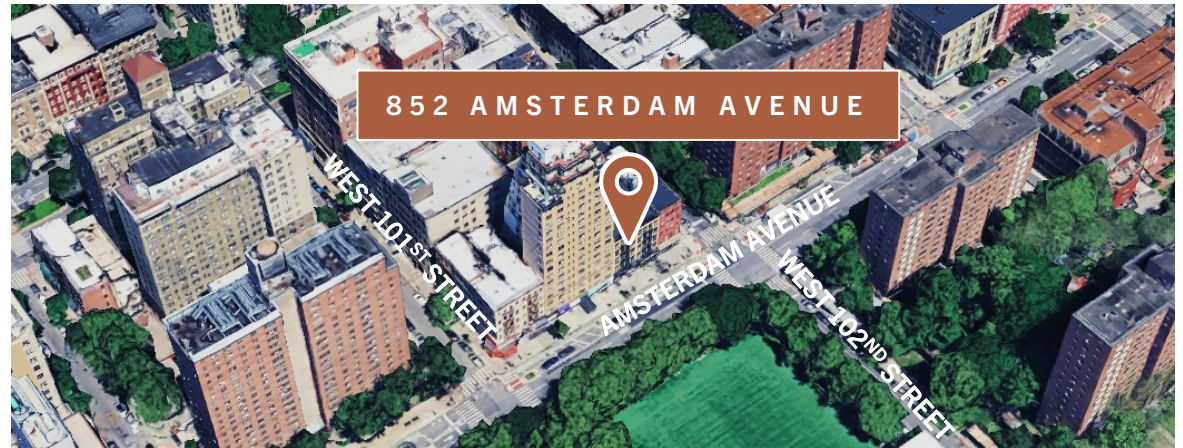 852 AMSTERDAM AVENUE
WEST 101ST STREET
AMSTERDAM AVENUE
WEST 102ND STREET